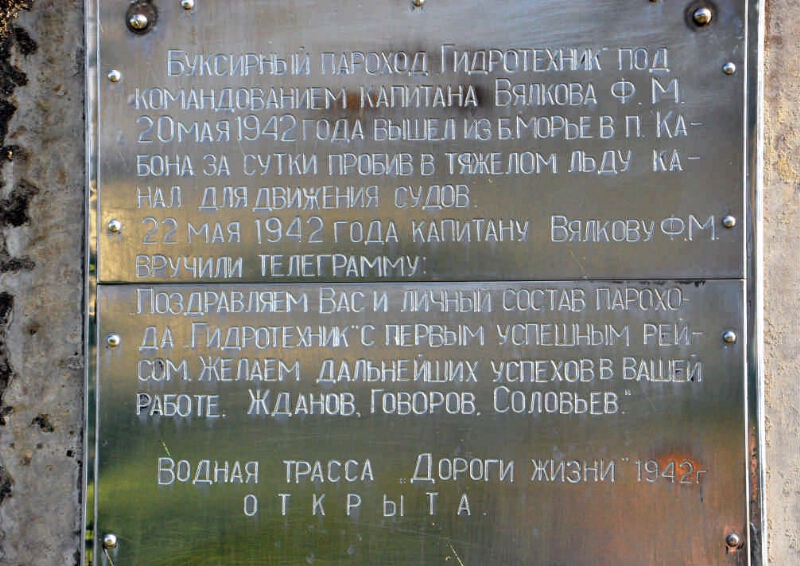 Буксирный пароход „Гидротехник" под
командованием капитана Вялкова Ф. М.
20 мая 1942 года вышел из Б.Морье в п. Ка-
бона за сутки пробив в тяжелом льду ка-
нал для движения судов.
22 мая 1942 года капитану Вялкову Ф.М.
вручили телеграмму:
Поздравляем Вас и личный состав парохо-
да „Гидротехник" с первым успешным рей-
сом. Желаем дальнейших успехов в Вашей
работе. Жданов, Говоров, Соловьев."
Водная трасса „Дороги жизни" 1942 г
ОТКРЫТА.